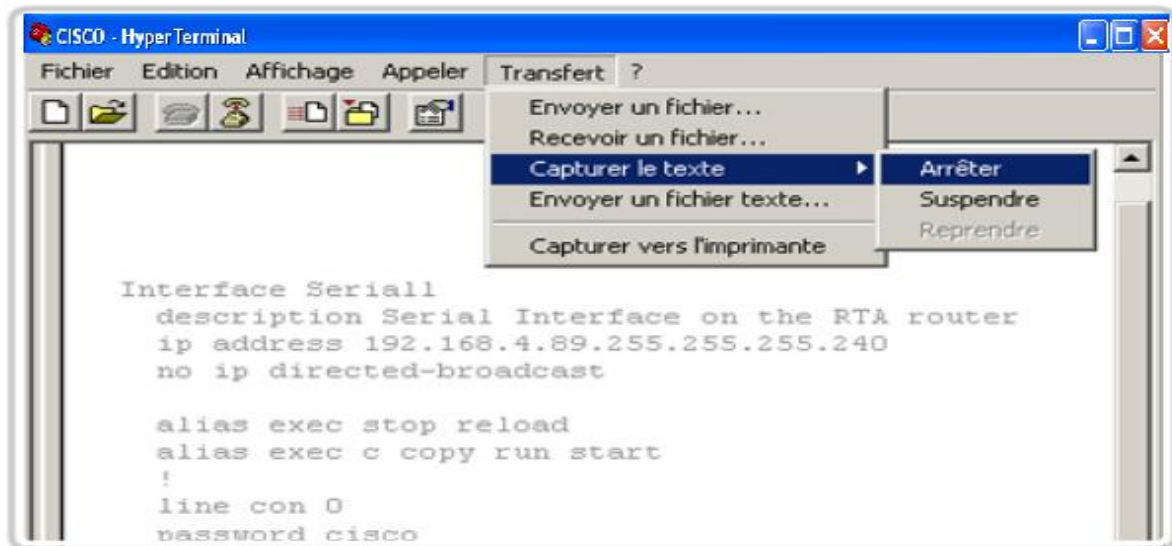 CISCO - HyperTerminal
Fichier Edition Affichage Appeler Transfert ?
Envoyer un fichier...
Recevoir un fichier...
Capturer le texte
Arrêter
Envoyer un fichier texte...
Suspendre
Reprendre
Capturer vers l'imprimante
Interface Serial1
description Serial Interface on the RTA router
ip address 192.168.4.89.255.255.255.240
no ip directed-broadcast
alias exec stop reload
alias exec c copy run start
!
line con 0
password cisco